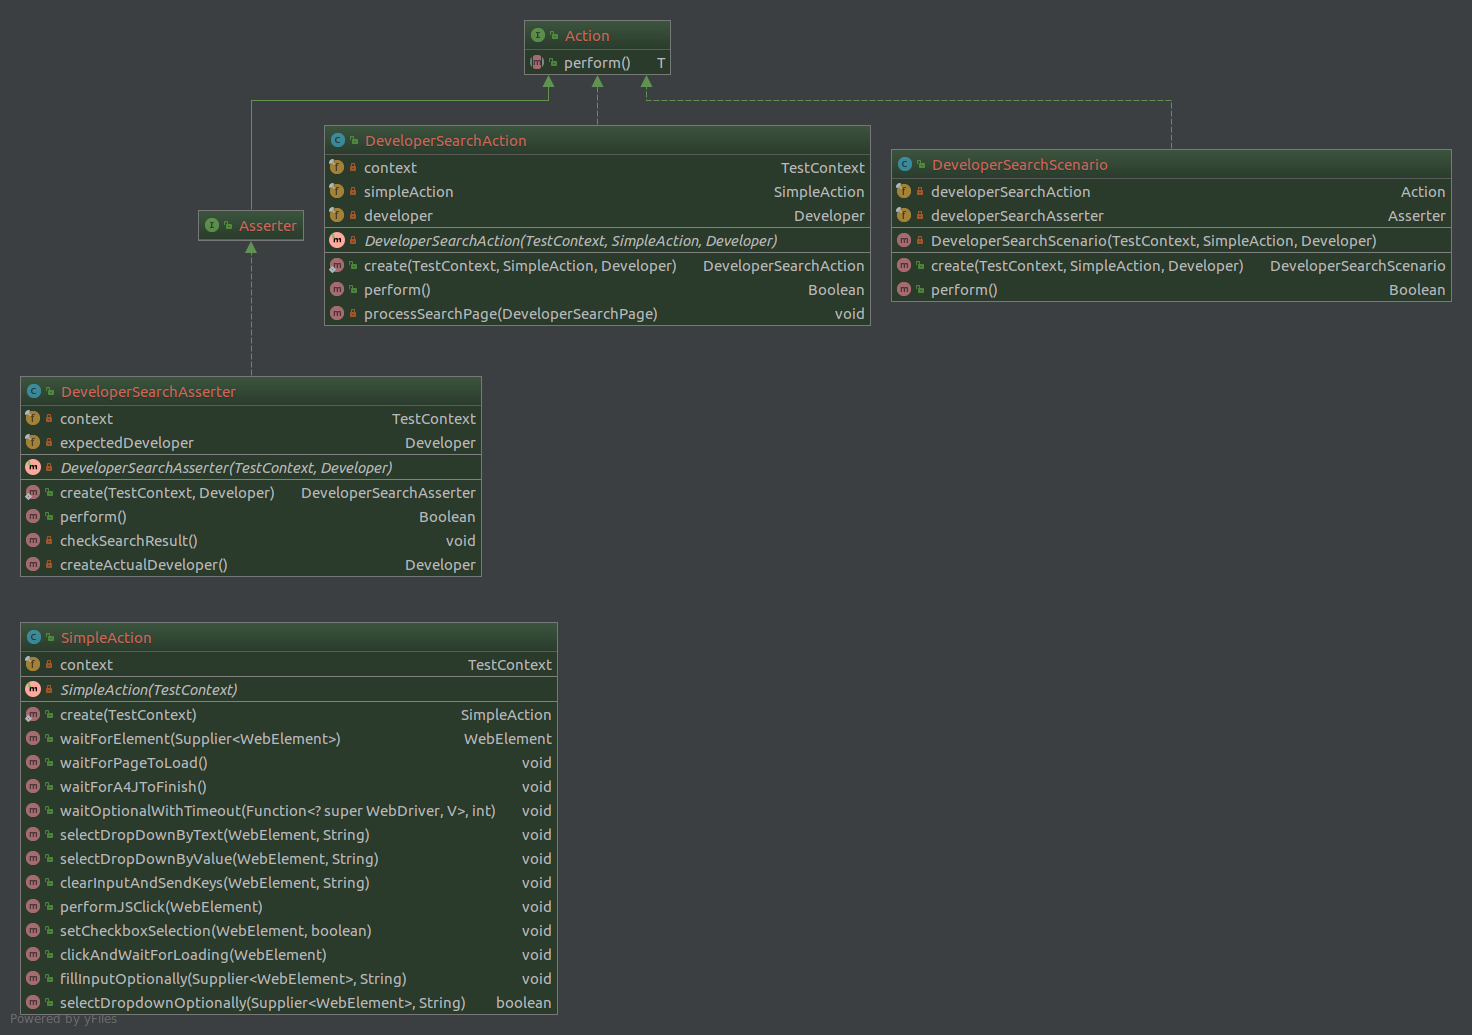 Action
perform() T
DeveloperSearchAction
context TestContext
simpleAction SimpleAction
developer Developer
DeveloperSearchAction(TestContext, SimpleAction, Developer)
create(TestContext, SimpleAction, Developer) DeveloperSearchAction
perform() Boolean
processSearchPage(DeveloperSearchPage) void
DeveloperSearchScenario
developerSearchAction Action
developerSearchAsserter Asserter
DeveloperSearchScenario(TestContext, SimpleAction, Developer)
create(TestContext, SimpleAction, Developer) DeveloperSearchScenario
perform() Boolean
Asserter
DeveloperSearchAsserter
context TestContext
expectedDeveloper Developer
DeveloperSearchAsserter(TestContext, Developer)
create(TestContext, Developer) DeveloperSearchAsserter
perform() Boolean
checkSearchResult() void
createActualDeveloper() Developer
SimpleAction
context TestContext
SimpleAction(TestContext)
create(TestContext) SimpleAction
waitForElement(Supplier<WebElement>) WebElement
waitForPageToLoad() void
waitForA4JToFinish() void
waitOptionalWithTimeout(Function<? super WebDriver, V>, int) void
selectDropDownByText(WebElement, String) void
selectDropDownByValue(WebElement, String) void
clearInputAndSendKeys(WebElement, String) void
performJSClick(WebElement) void
setCheckboxSelection(WebElement, boolean) void
clickAndWaitForLoading(WebElement) void
fillInputOptionally(Supplier<WebElement>, String) void
selectDropdownOptionally(Supplier<WebElement>, String) boolean
Powered by yFiles